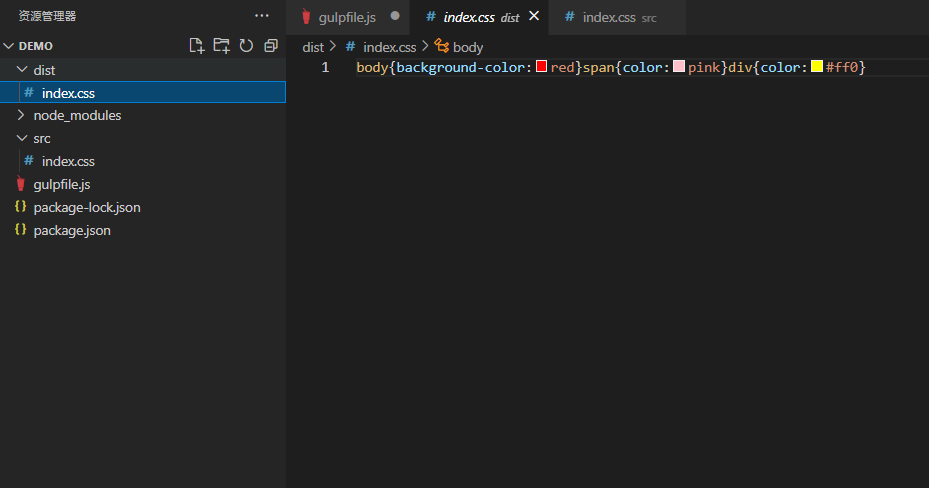 资源管理器 ...
DEMO
dist
# index.css
node_modules
src
# index.css
gulpfile.js
{} package-lock.json
{} package.json
gulpfile.js ●
# index.css dist ×
# index.css src
dist > # index.css > body
1 body{background-color:red}span{color:pink}div{color:#ff0}